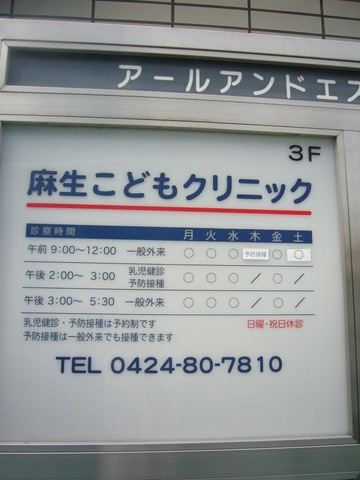 アールアンドエス
3F
麻生こどもクリニック
診察時間 月 火 水 木 金 土
午前 9:00～12:00 一般外来 ○ ○ ○ 予防接種 ○ ○
午後 2:00～ 3:00 乳児健診 予防接種 ○ ○ ○ / ○ /
午後 3:00～ 5:30 一般外来 ○ ○ ○ / ○ /
乳児健診・予防接種は予約制です 日曜・祝日休診
予防接種は一般外来でも接種できます
TEL 0424-80-7810